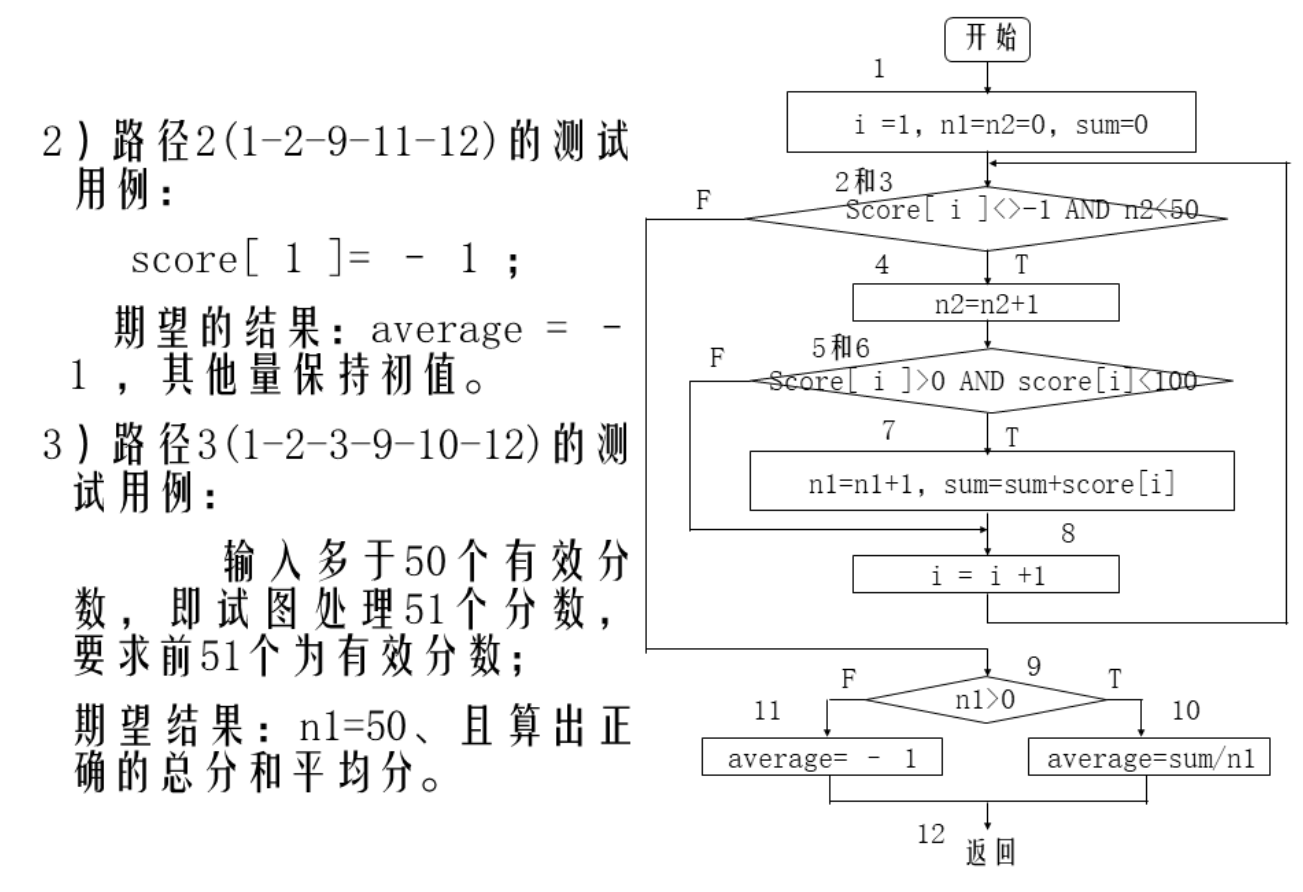 2)路径2(1-2-9-11-12)的测试
用例:
score[ 1 ]= - 1 ;
期望的结果:average = -
1 ,其他量保持初值。
3)路径3(1-2-3-9-10-12)的测
试用例:
输入多于50个有效分
数,即试图处理51个分数,
要求前51个为有效分数;
期望结果:n1=50、且算出正
确的总分和平均分。
开始
1
i =1, n1=n2=0, sum=0
2和3
F
Score[ i ]<>-1 AND n2<50
4
T
n2=n2+1
5和6
F
Score[ i ]>0 AND score[i]<100
7
T
n1=n1+1, sum=sum+score[i]
8
i = i +1
9
F
T
n1>0
11
10
average= - 1
average=sum/n1
12
返回